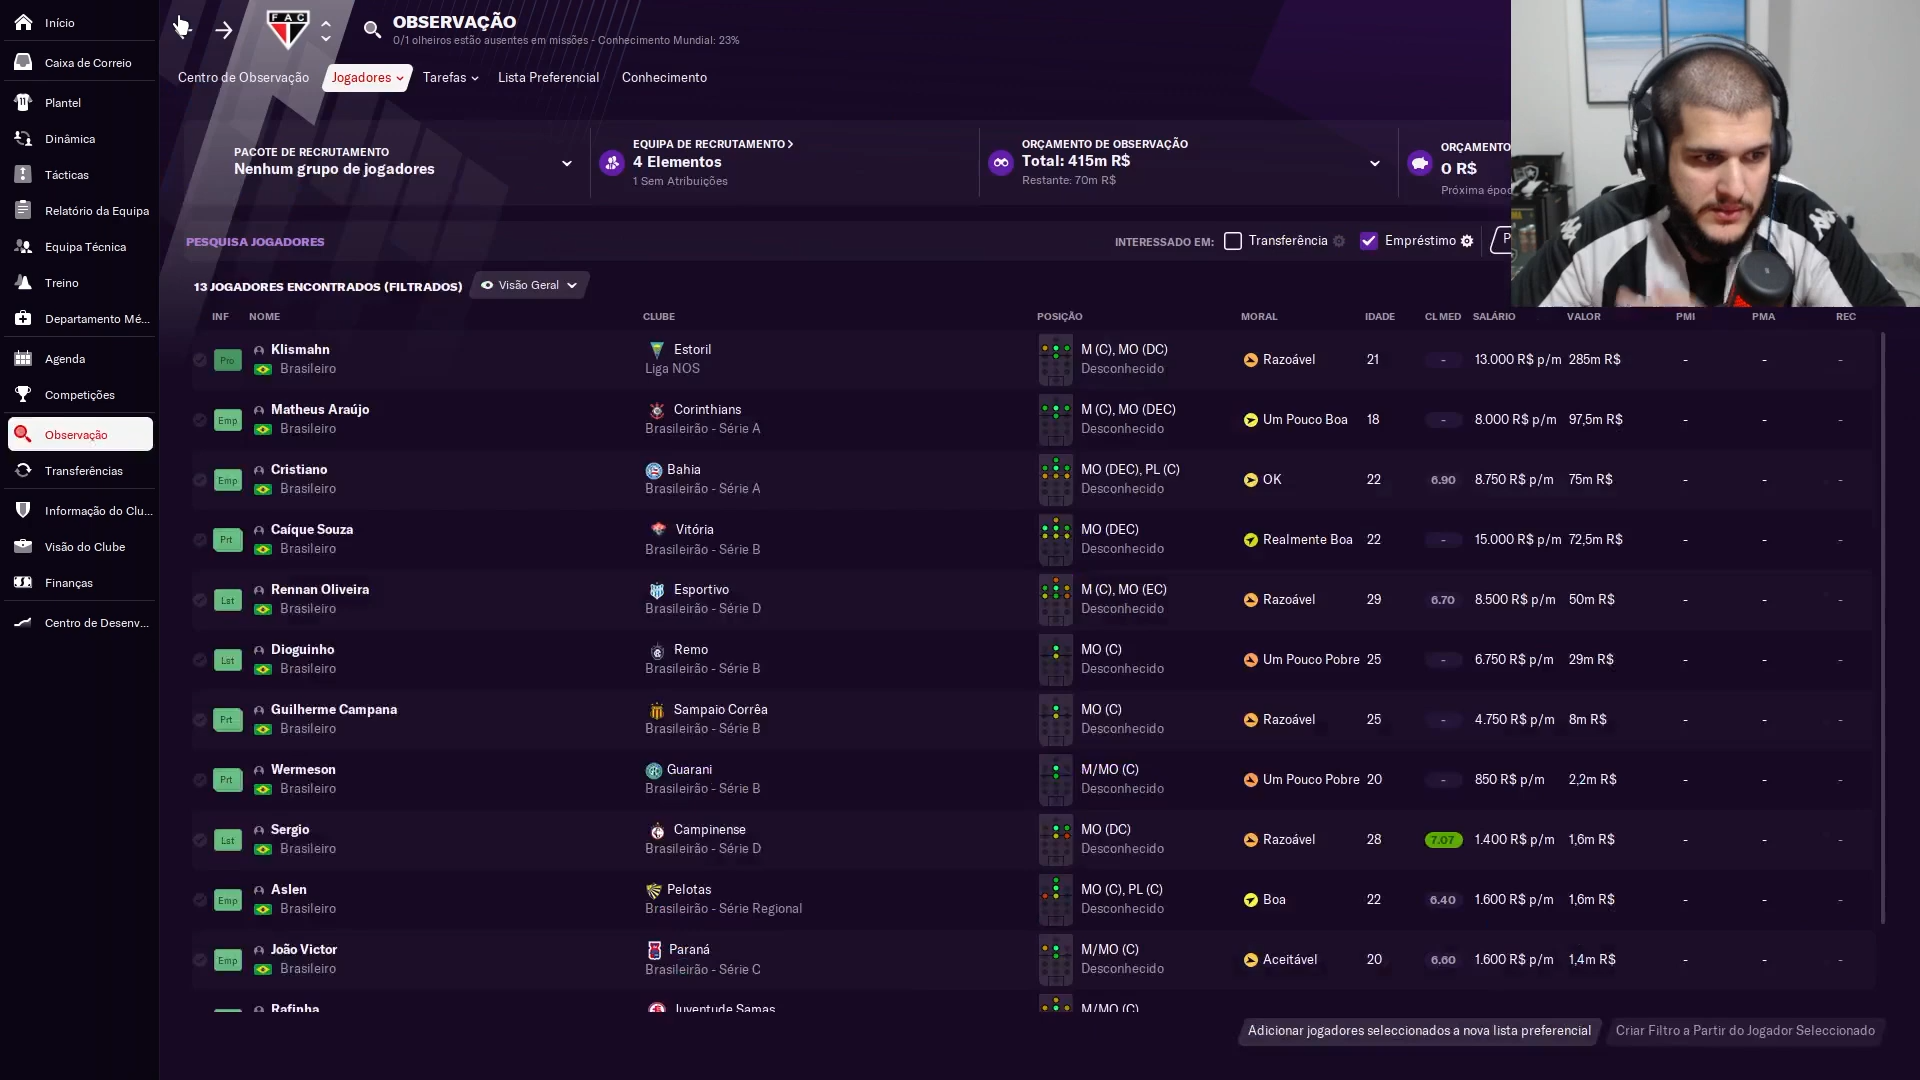 Início
Caixa de Correio
Plantel
Dinâmica
Tácticas
Relatório da Equipa
Equipa Técnica
Treino
Departamento Mé...
Agenda
Competições
Observação
Transferências
Informação do Clu...
Visão do Clube
Finanças
Centro de Desenv...
FAC
OBSERVAÇÃO
0/1 olheiros estão ausentes em missões - Conhecimento Mundial: 23%
Centro de Observação Jogadores Tarefas Lista Preferencial Conhecimento
PACOTE DE RECRUTAMENTO
Nenhum grupo de jogadores
EQUIPA DE RECRUTAMENTO
4 Elementos
1 Sem Atribuições
ORÇAMENTO DE OBSERVAÇÃO
Total: 415m R$
Restante: 70m R$
ORÇAMENTO
0 R$
Próxima époc
PESQUISA JOGADORES
INTERESSADO EM: Transferência Empréstimo P
13 JOGADORES ENCONTRADOS (FILTRADOS) Visão Geral
INF NOME CLUBE POSIÇÃO MORAL IDADE CL MED SALÁRIO VALOR PMI PMA REC
Pro Klismahn Estoril M (C), MO (DC) Razoável 21 - 13.000 R$ p/m 285m R$ - - -
Brasileiro Liga NOS Desconhecido
Emp Matheus Araújo Corinthians M (C), MO (DEC) Um Pouco Boa 18 - 8.000 R$ p/m 97,5m R$ - - -
Brasileiro Brasileirão - Série A Desconhecido
Emp Cristiano Bahia MO (DEC), PL (C) OK 22 6.90 8.750 R$ p/m 75m R$ - - -
Brasileiro Brasileirão - Série A Desconhecido
Prt Caíque Souza Vitória MO (DEC) Realmente Boa 22 - 15.000 R$ p/m 72,5m R$ - - -
Brasileiro Brasileirão - Série B Desconhecido
Lst Rennan Oliveira Esportivo M (C), MO (EC) Razoável 29 6.70 8.500 R$ p/m 50m R$ - - -
Brasileiro Brasileirão - Série D Desconhecido
Lst Dioguinho Remo MO (C) Um Pouco Pobre 25 - 6.750 R$ p/m 29m R$ - - -
Brasileiro Brasileirão - Série B Desconhecido
Prt Guilherme Campana Sampaio Corrêa MO (C) Razoável 25 - 4.750 R$ p/m 8m R$ - - -
Brasileiro Brasileirão - Série B Desconhecido
Prt Wermeson Guarani M/MO (C) Um Pouco Pobre 20 - 850 R$ p/m 2,2m R$ - - -
Brasileiro Brasileirão - Série B Desconhecido
Lst Sergio Campinense MO (DC) Razoável 28 7.07 1.400 R$ p/m 1,6m R$ - - -
Brasileiro Brasileirão - Série D Desconhecido
Emp Aslen Pelotas MO (C), PL (C) Boa 22 6.40 1.600 R$ p/m 1,6m R$ - - -
Brasileiro Brasileirão - Série Regional Desconhecido
Emp João Victor Paraná M/MO (C) Aceitável 20 6.60 1.600 R$ p/m 1,4m R$ - - -
Brasileiro Brasileirão - Série C Desconhecido
Rafinha Juventude Samas M/MO (C)
Adicionar jogadores seleccionados a nova lista preferencial Criar Filtro a Partir do Jogador Seleccionado